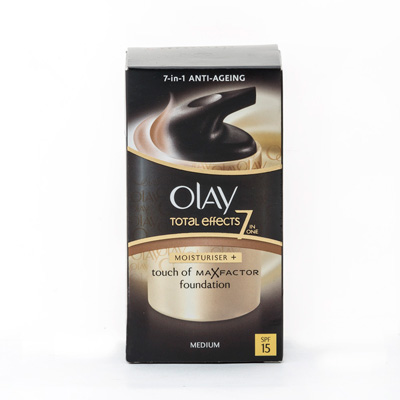 7-in-1 ANTI-AGEING
OLAY
TOTAL EFFECTS 7 IN ONE
MOISTURISER +
touch of MAXFACTOR
foundation
MEDIUM
SPF
15